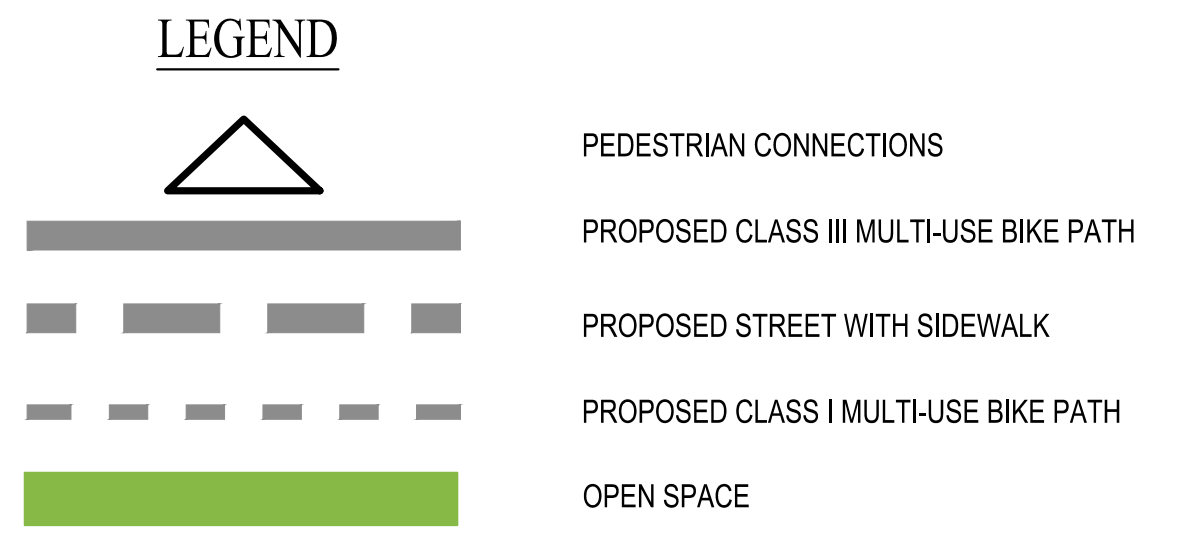 LEGEND
PEDESTRIAN CONNECTIONS
PROPOSED CLASS III MULTI-USE BIKE PATH
PROPOSED STREET WITH SIDEWALK
PROPOSED CLASS I MULTI-USE BIKE PATH
OPEN SPACE